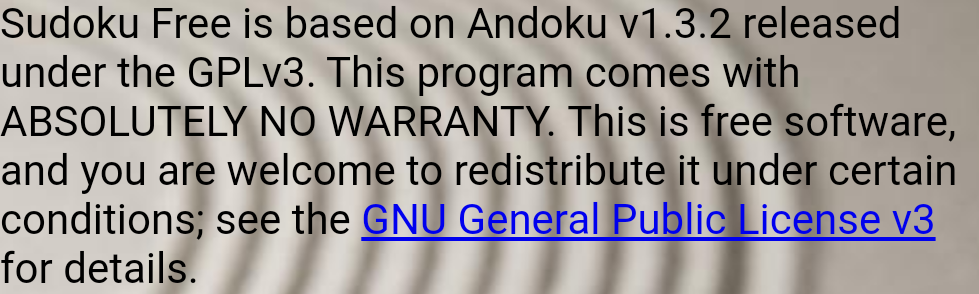 Sudoku Free is based on Andoku v1.3.2 released
under the GPLv3. This program comes with
ABSOLUTELY NO WARRANTY. This is free software,
and you are welcome to redistribute it under certain
conditions; see the GNU General Public License v3
for details.